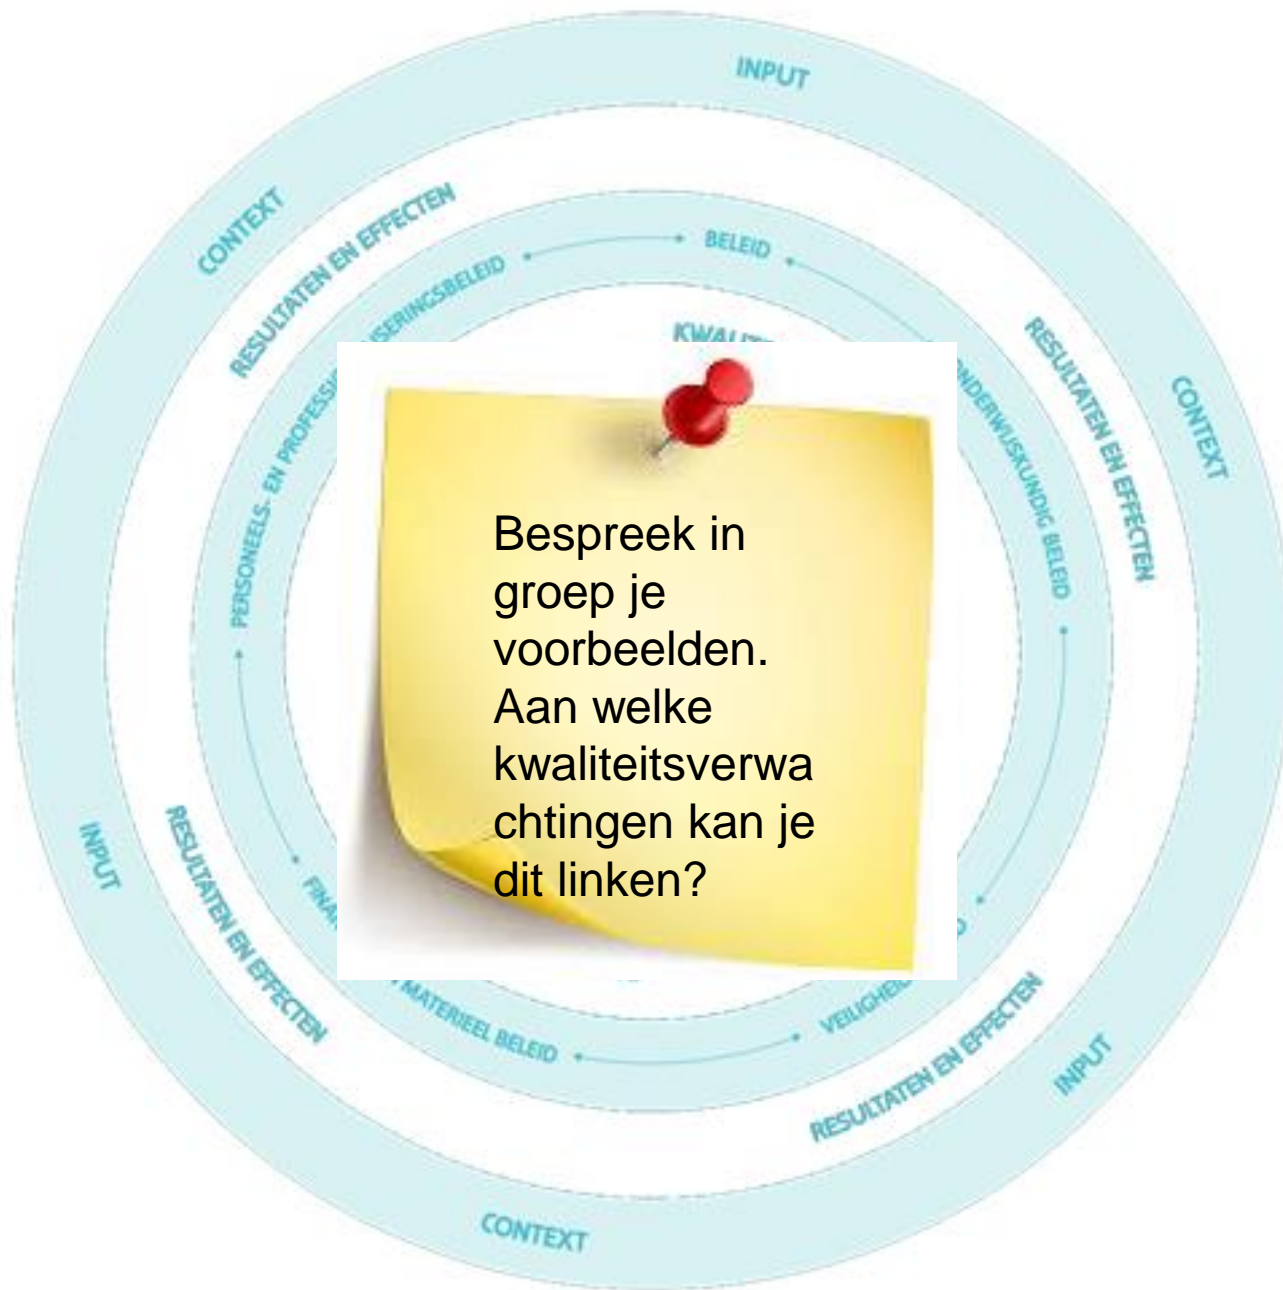 INPUT
CONTEXT
RESULTATEN EN EFFECTEN
BELEID
RESULTATEN EN EFFECTEN
CONTEXT
PERSONEELS- EN
ONDERWIJSKUNDIG BELEID
Bespreek in
groep je
voorbeelden.
Aan welke
kwaliteitsverwa
chtingen kan je
dit linken?
INPUT
RESULTATEN EN EFFECTEN
MATERIEEL BELEID
RESULTATEN EN EFFECTEN
INPUT
CONTEXT